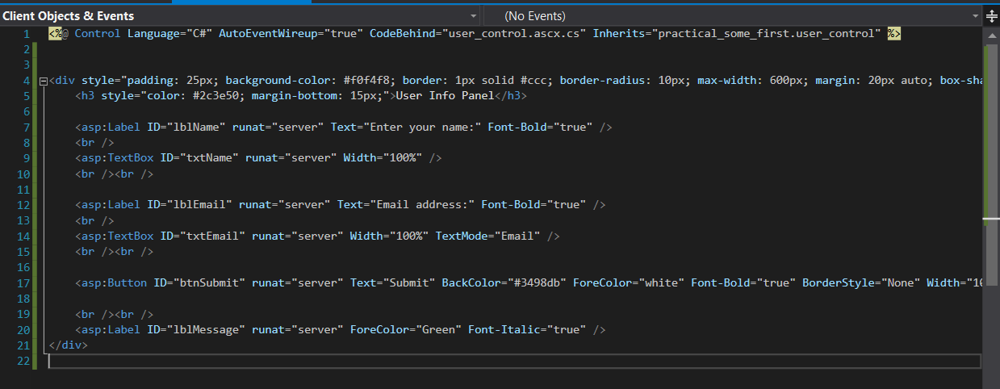 Client Objects & Events (No Events)
1 <%@ Control Language="C#" AutoEventWireup="true" CodeBehind="user_control.ascx.cs" Inherits="practical_some_first.user_control" %>
2
3
4 <div style="padding: 25px; background-color: #f0f4f8; border: 1px solid #ccc; border-radius: 10px; max-width: 600px; margin: 20px auto; box-sha
5 <h3 style="color: #2c3e50; margin-bottom: 15px;">User Info Panel</h3>
6
7 <asp:Label ID="lblName" runat="server" Text="Enter your name:" Font-Bold="true" />
8 <br />
9 <asp:TextBox ID="txtName" runat="server" Width="100%" />
10 <br /><br />
11
12 <asp:Label ID="lblEmail" runat="server" Text="Email address:" Font-Bold="true" />
13 <br />
14 <asp:TextBox ID="txtEmail" runat="server" Width="100%" TextMode="Email" />
15 <br /><br />
16
17 <asp:Button ID="btnSubmit" runat="server" Text="Submit" BackColor="#3498db" ForeColor="white" Font-Bold="true" BorderStyle="None" Width="10
18
19 <br /><br />
20 <asp:Label ID="lblMessage" runat="server" ForeColor="Green" Font-Italic="true" />
21 </div>
22